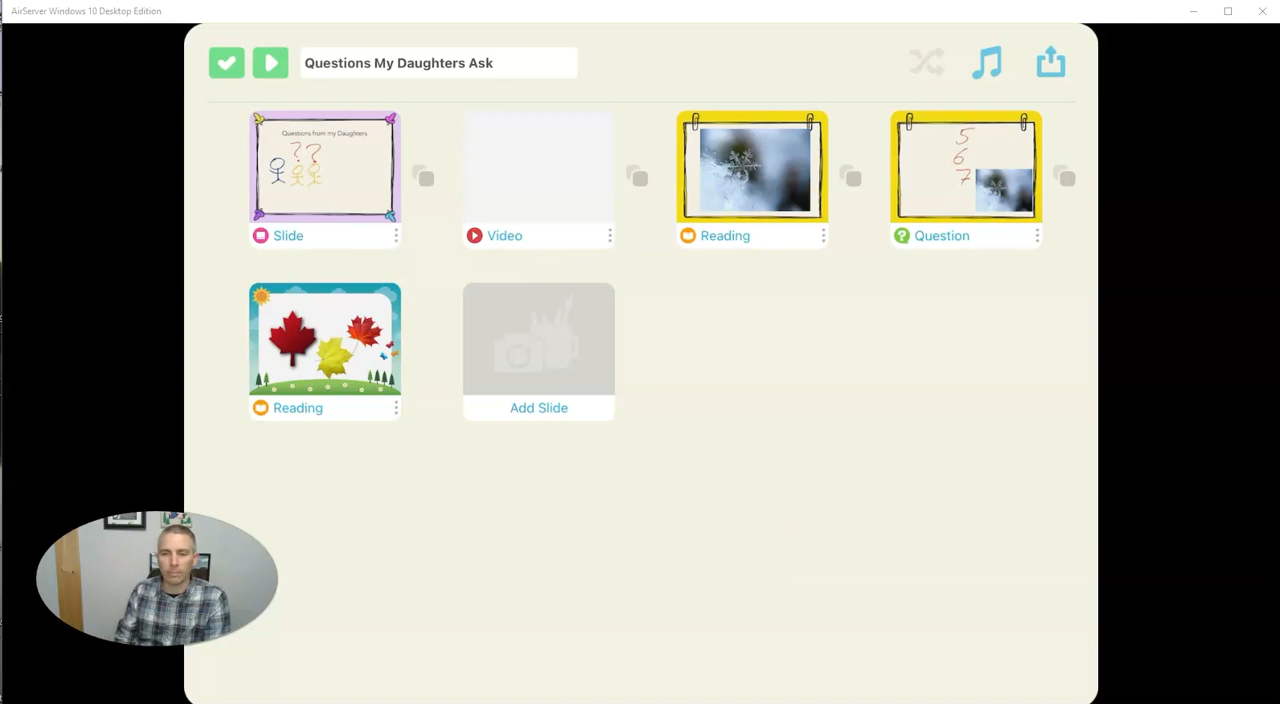 AirServer Windows 10 Desktop Edition
Questions My Daughters Ask
Questions from my Daughters
? ?
5
6
7
Slide
Video
Reading
Question
Reading
Add Slide